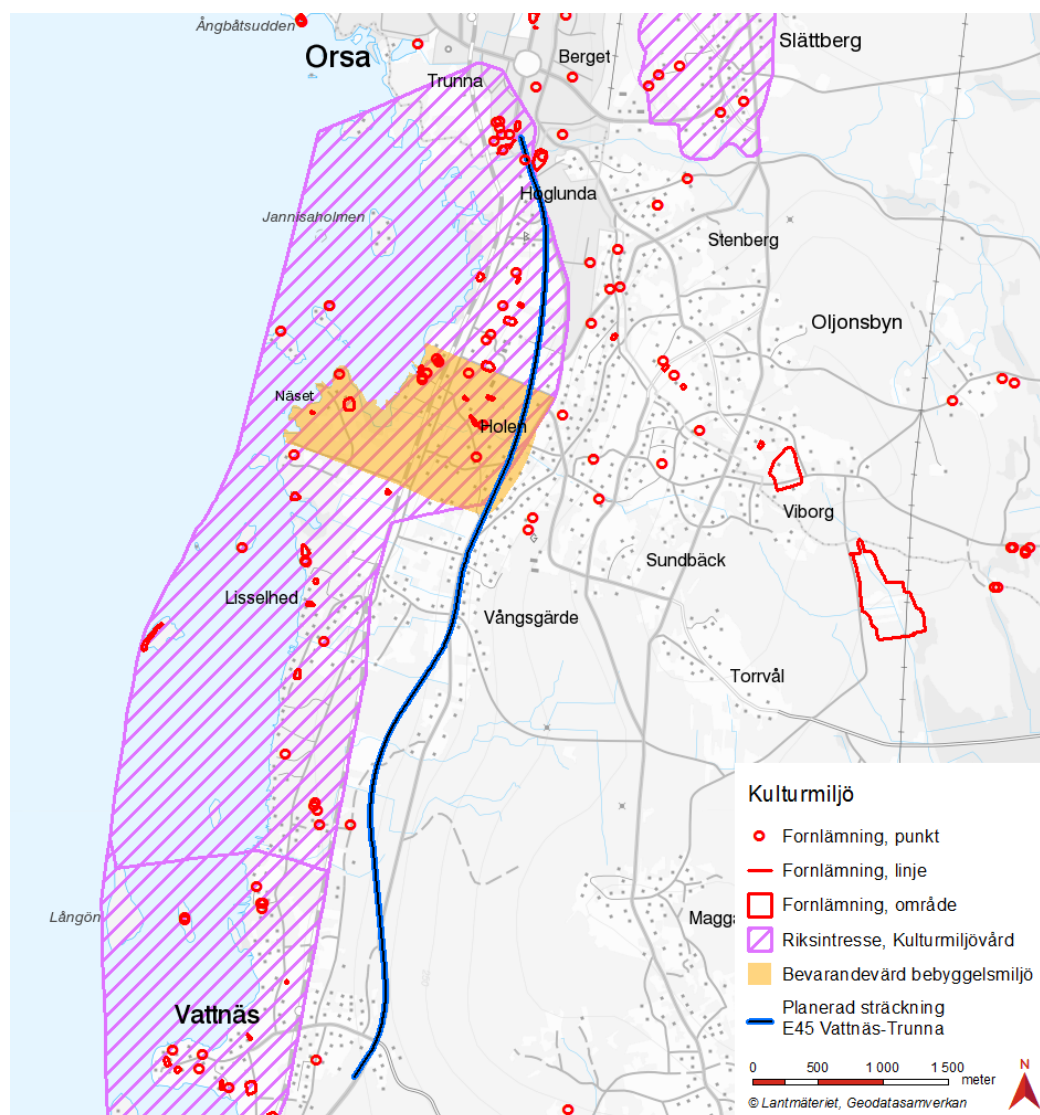 Ångbåtsudden
Orsa
Berget
Slättberg
Trunna
Höglunda
Jannisaholmen
Stenberg
Oljonsbyn
Näset
Holen
Viborg
Sundbäck
Lisselhed
Vångsgärde
Torrvål
Långön
Vattnäs
Kulturmiljö
Fornlämning, punkt
Fornlämning, linje
Fornlämning, område
Riksintresse, Kulturmiljövård
Bevarandevärd bebyggelsmiljö
Planerad sträckning
E45 Vattnäs-Trunna
0 500 1 000 1 500
meter
N
© Lantmäteriet, Geodatasamverkan